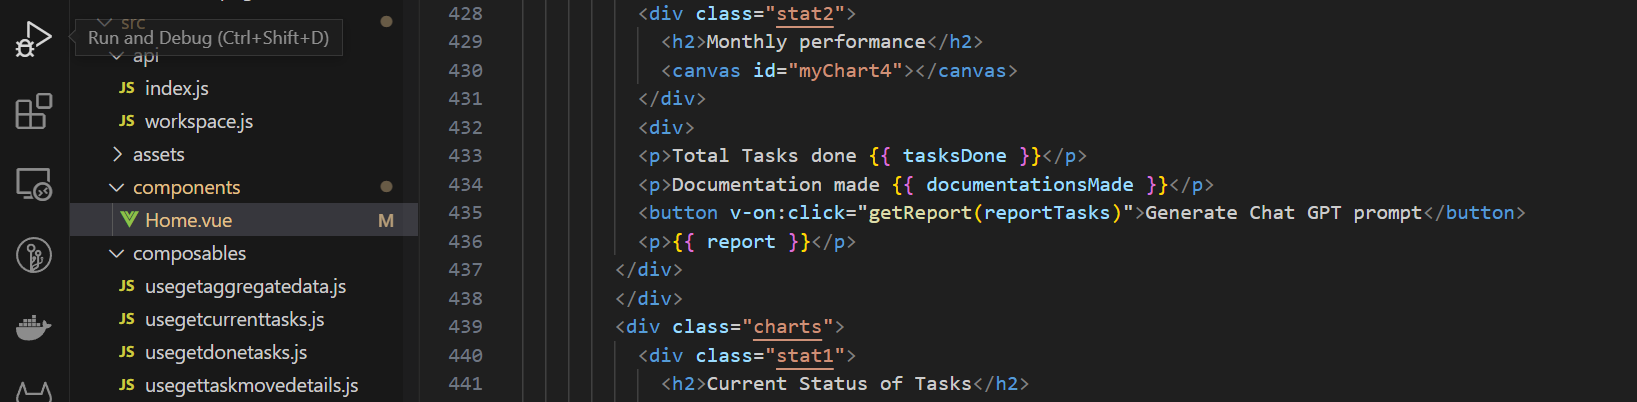 src
Run and Debug (Ctrl+Shift+D)
api
JS index.js
JS workspace.js
assets
components
Home.vue M
composables
JS usegetaggregatedata.js
JS usegetcurrenttasks.js
JS usegetdonetasks.js
JS usegettaskmovedetails.js
428 <div class="stat2">
429 <h2>Monthly performance</h2>
430 <canvas id="myChart4"></canvas>
431 </div>
432 <div>
433 <p>Total Tasks done {{ tasksDone }}</p>
434 <p>Documentation made {{ documentationsMade }}</p>
435 <button v-on:click="getReport(reportTasks)">Generate Chat GPT prompt</button>
436 <p>{{ report }}</p>
437 </div>
438 </div>
439 <div class="charts">
440 <div class="stat1">
441 <h2>Current Status of Tasks</h2>